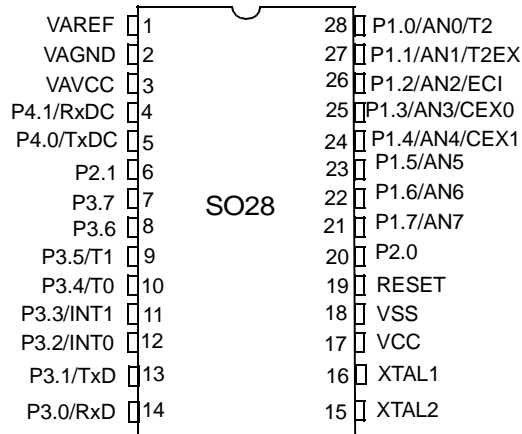 VAREF 1 28 P1.0/AN0/T2
VAGND 2 27 P1.1/AN1/T2EX
VAVCC 3 26 P1.2/AN2/ECI
P4.1/RxDC 4 25 P1.3/AN3/CEX0
P4.0/TxDC 5 24 P1.4/AN4/CEX1
P2.1 6 23 P1.5/AN5
P3.7 7 22 P1.6/AN6
SO28
P3.6 8 21 P1.7/AN7
P3.5/T1 9 20 P2.0
P3.4/T0 10 19 RESET
P3.3/INT1 11 18 VSS
P3.2/INT0 12 17 VCC
P3.1/TxD 13 16 XTAL1
P3.0/RxD 14 15 XTAL2